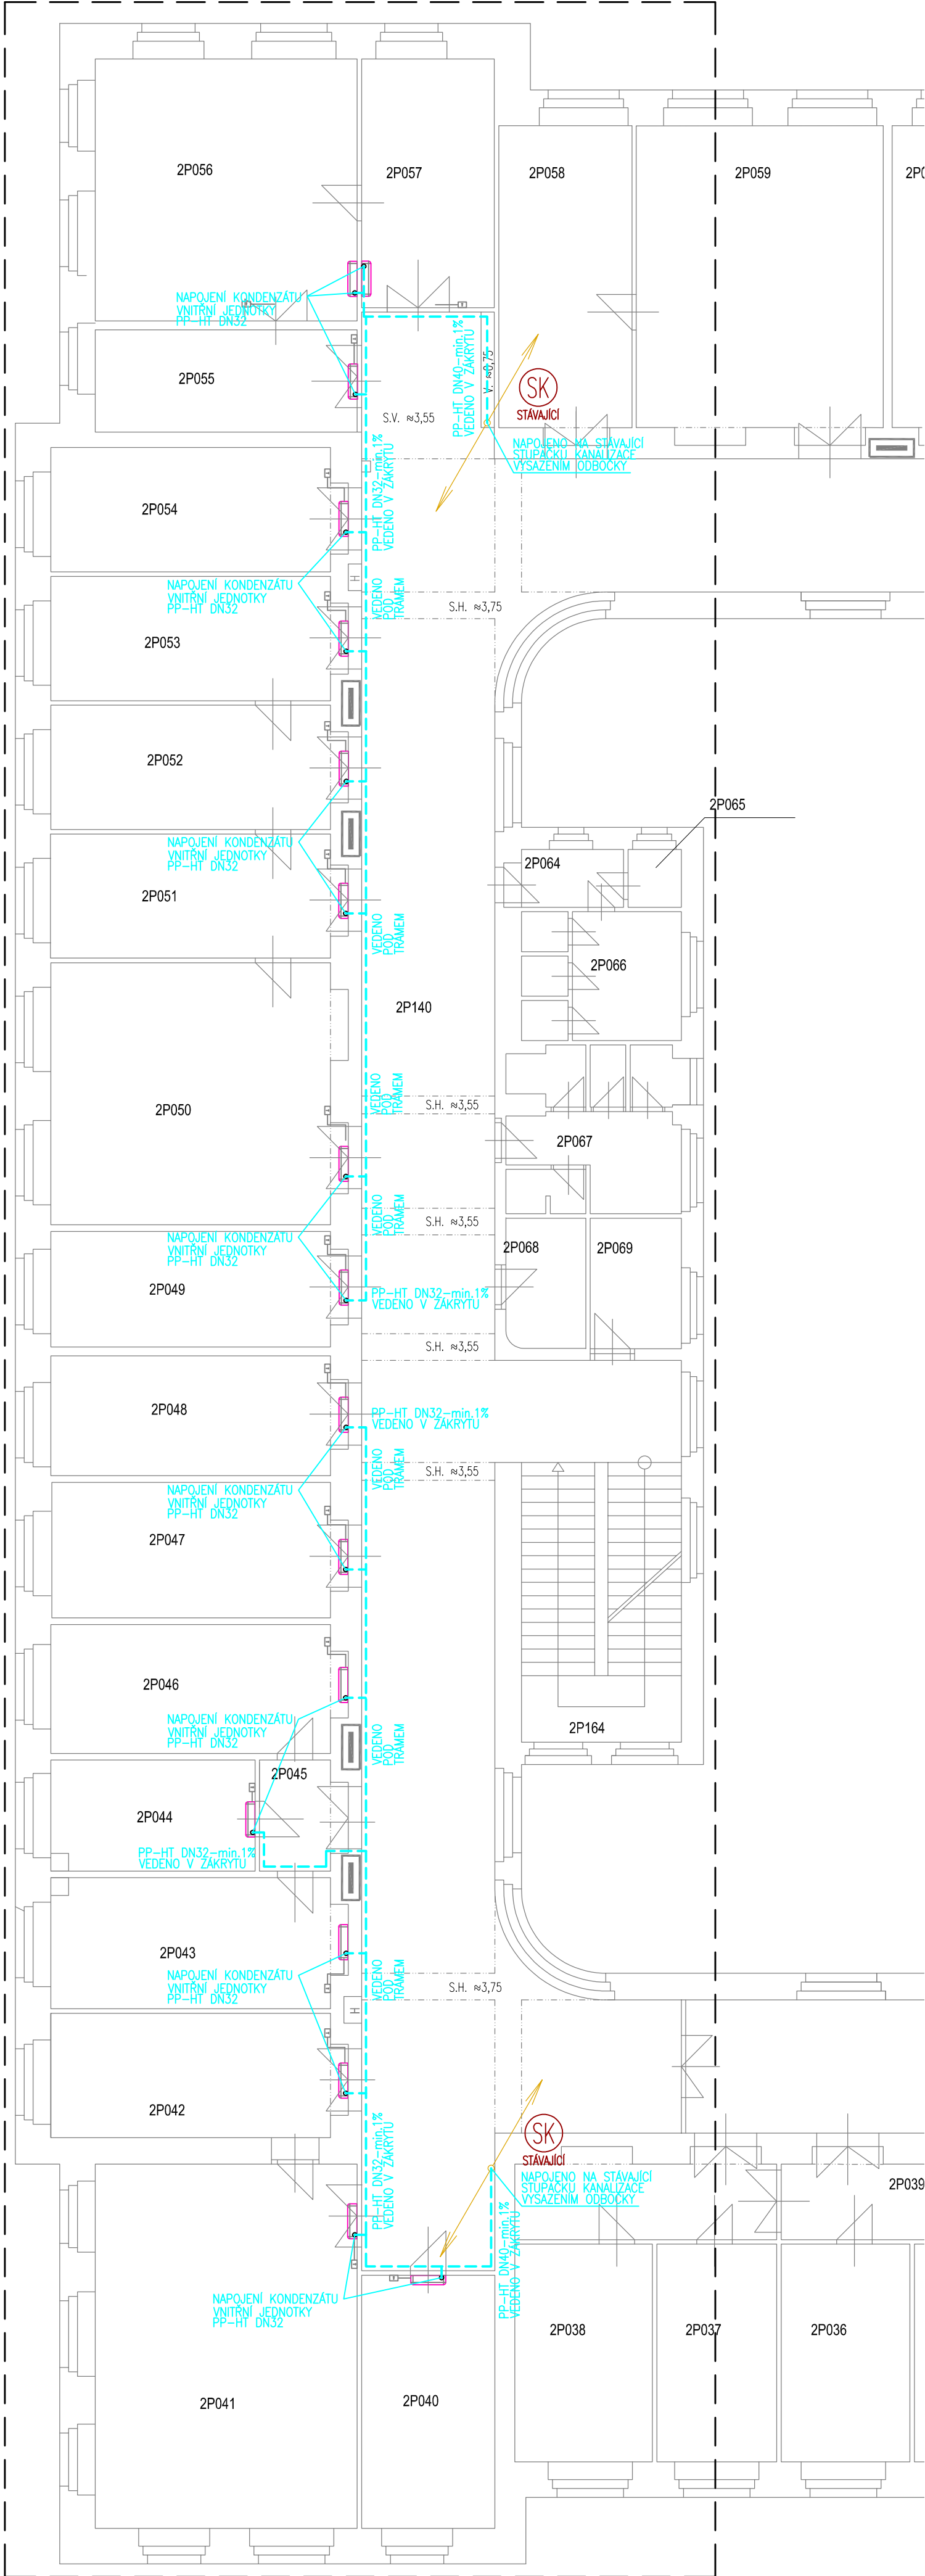 2P056
2P057
2P058
2P059
NAPOJENÍ KONDENZÁTU
VNITŘNÍ JEDNOTKY
PP-HT DN32
2P055
PP-HT DN40-min.1%
VEDENO V ZÁKRYTU
V. ≈0,75
SK
STÁVAJÍCÍ
S.V. ≈3,55
NAPOJENO NA STÁVAJÍCÍ
STUPAČKU KANALIZACE
VYSAZENÍM ODBOČKY
PP-HT DN32-min.1%
VEDENO V ZÁKRYTU
2P054
NAPOJENÍ KONDENZÁTU
VNITŘNÍ JEDNOTKY
PP-HT DN32
H
VEDENO
POD
TRÁMEM
S.H. ≈3,75
2P053
2P052
2P065
NAPOJENÍ KONDENZÁTU
VNITŘNÍ JEDNOTKY
PP-HT DN32
2P064
2P051
VEDENO
POD
TRÁMEM
2P066
2P140
2P050
VEDENO
POD
TRÁMEM
S.H. ≈3,55
2P067
VEDENO
POD
TRÁMEM
S.H. ≈3,55
NAPOJENÍ KONDENZÁTU
VNITŘNÍ JEDNOTKY
PP-HT DN32
2P068
2P069
2P049
PP-HT DN32-min.1%
VEDENO V ZÁKRYTU
S.H. ≈3,55
2P048
PP-HT DN32-min.1%
VEDENO V ZÁKRYTU
VEDENO
POD
TRÁMEM
S.H. ≈3,55
NAPOJENÍ KONDENZÁTU
VNITŘNÍ JEDNOTKY
PP-HT DN32
2P047
2P046
NAPOJENÍ KONDENZÁTU
VNITŘNÍ JEDNOTKY
PP-HT DN32
VEDENO
POD
TRÁMEM
2P164
2P045
2P044
PP-HT DN32-min.1%
VEDENO V ZÁKRYTU
2P043
NAPOJENÍ KONDENZÁTU
VNITŘNÍ JEDNOTKY
PP-HT DN32
VEDENO
POD
TRÁMEM
S.H. ≈3,75
H
2P042
PP-HT DN32-min.1%
VEDENO V ZÁKRYTU
SK
STÁVAJÍCÍ
NAPOJENO NA STÁVAJÍCÍ
STUPAČKU KANALIZACE
VYSAZENÍM ODBOČKY
2P039
PP-HT DN40-min.1%
VEDENO V ZÁKRYTU
NAPOJENÍ KONDENZÁTU
VNITŘNÍ JEDNOTKY
PP-HT DN32
2P038
2P037
2P036
2P041
2P040